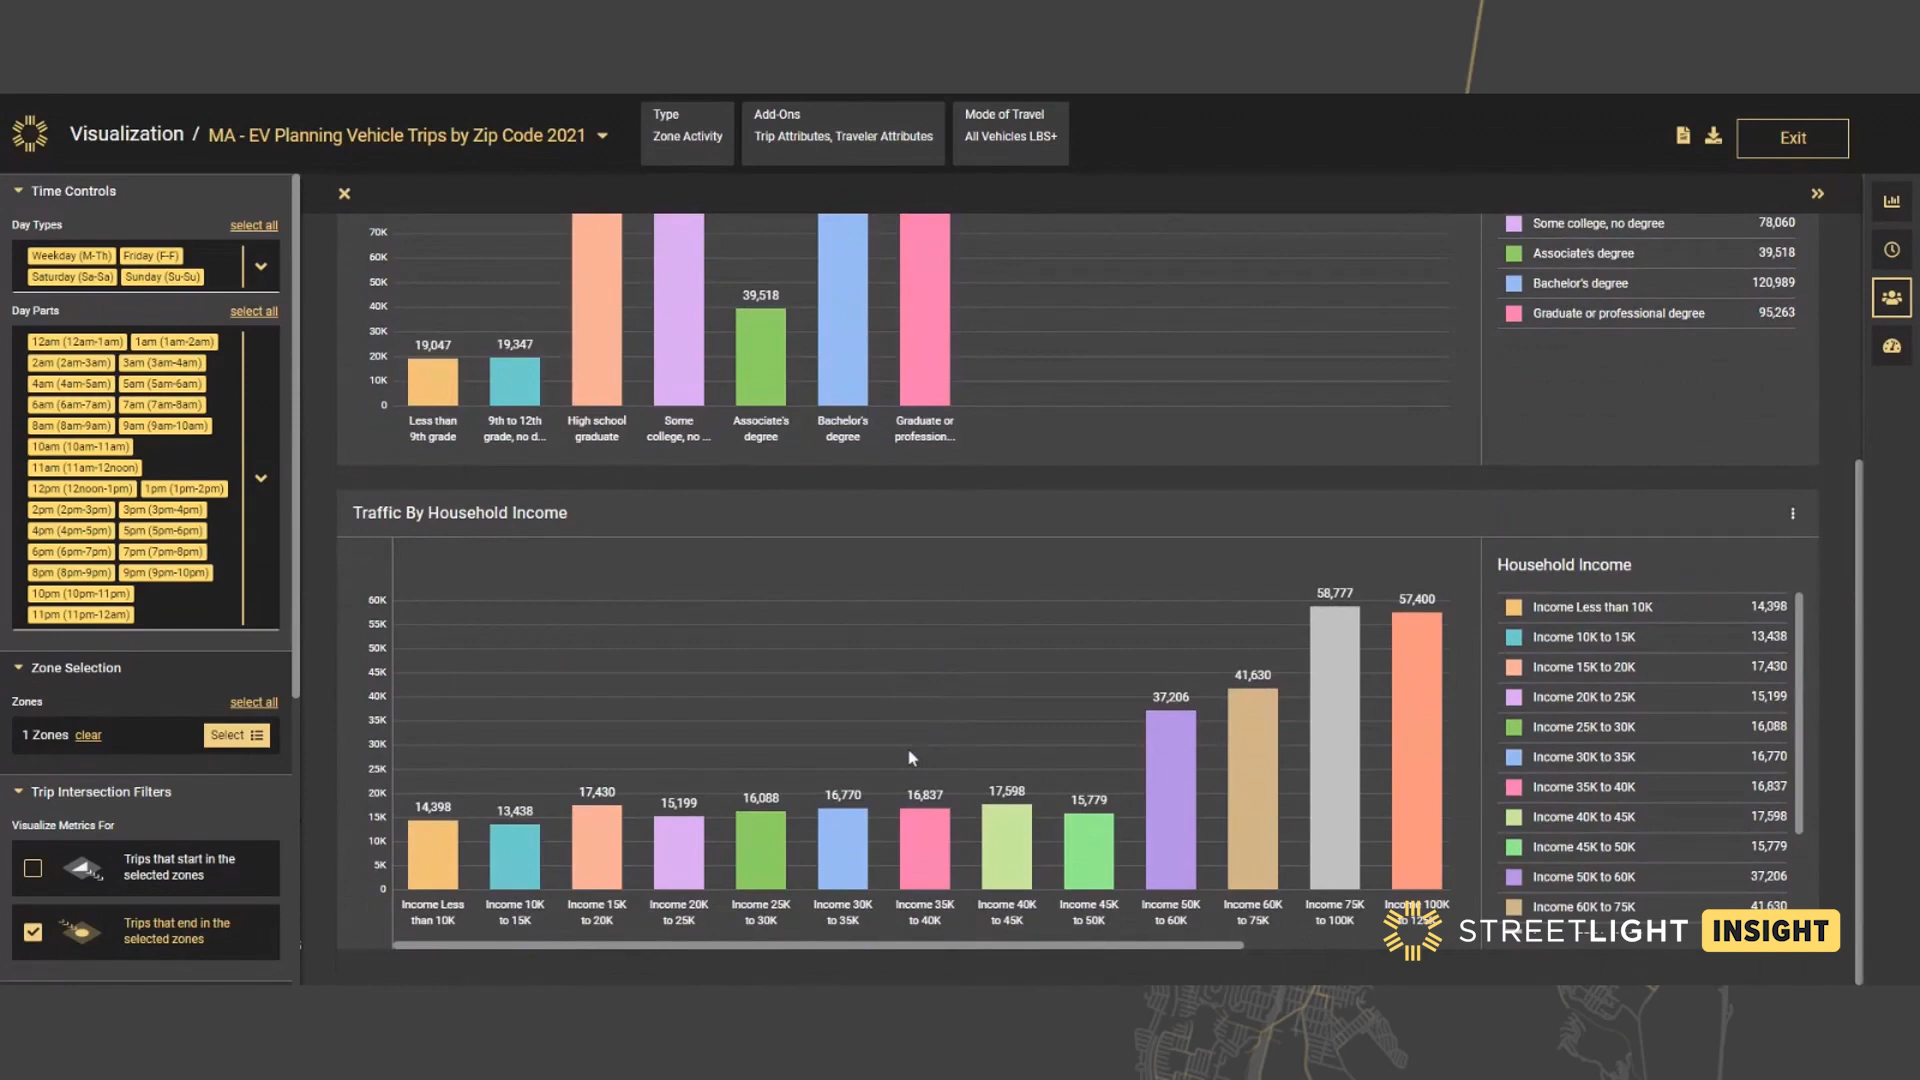 Visualization / MA - EV Planning Vehicle Trips by Zip Code 2021
Type
Zone Activity
Add-Ons
Trip Attributes, Traveler Attributes
Mode of Travel
All Vehicles LBS+
Exit
Time Controls
Day Types
select all
Weekday (M-Th) Friday (F-F)
Saturday (Sa-Sa) Sunday (Su-Su)
Day Parts
select all
12am (12am-1am) 1am (1am-2am)
2am (2am-3am) 3am (3am-4am)
4am (4am-5am) 5am (5am-6am)
6am (6am-7am) 7am (7am-8am)
8am (8am-9am) 9am (9am-10am)
10am (10am-11am)
11am (11am-12noon)
12pm (12noon-1pm) 1pm (1pm-2pm)
2pm (2pm-3pm) 3pm (3pm-4pm)
4pm (4pm-5pm) 5pm (5pm-6pm)
6pm (6pm-7pm) 7pm (7pm-8pm)
8pm (8pm-9pm) 9pm (9pm-10pm)
10pm (10pm-11pm)
11pm (11pm-12am)
Zone Selection
Zones
select all
1 Zones clear
Select
Trip Intersection Filters
Visualize Metrics For
Trips that start in the
selected zones
Trips that end in the
selected zones
70K
60K
50K
40K
30K
20K
10K
0
19,047
19,347
39,518
Less than
9th grade
9th to 12th
grade, no d...
High school
graduate
Some
college, no ...
Associate's
degree
Bachelor's
degree
Graduate or
profession...
Some college, no degree 78,060
Associate's degree 39,518
Bachelor's degree 120,989
Graduate or professional degree 95,263
Traffic By Household Income
60K
55K
50K
45K
40K
35K
30K
25K
20K
15K
10K
5K
0
14,398
13,438
17,430
15,199
16,088
16,770
16,837
17,598
15,779
37,206
41,630
58,777
57,400
Income Less
than 10K
Income 10K
to 15K
Income 15K
to 20K
Income 20K
to 25K
Income 25K
to 30K
Income 30K
to 35K
Income 35K
to 40K
Income 40K
to 45K
Income 45K
to 50K
Income 50K
to 60K
Income 60K
to 75K
Income 75K
to 100K
Income 100K
to 125K
Household Income
Income Less than 10K 14,398
Income 10K to 15K 13,438
Income 15K to 20K 17,430
Income 20K to 25K 15,199
Income 25K to 30K 16,088
Income 30K to 35K 16,770
Income 35K to 40K 16,837
Income 40K to 45K 17,598
Income 45K to 50K 15,779
Income 50K to 60K 37,206
Income 60K to 75K 41,630
STREETLIGHT INSIGHT